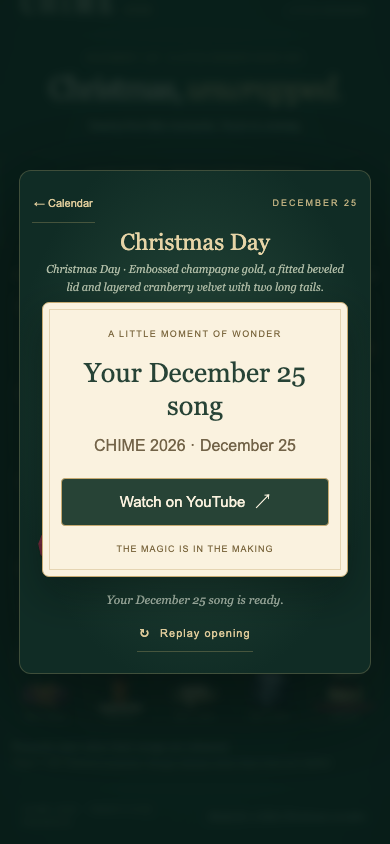 ← Calendar
DECEMBER 25
Christmas Day
Christmas Day · Embossed champagne gold, a fitted beveled
lid and layered cranberry velvet with two long tails.
A LITTLE MOMENT OF WONDER
Your December 25
song
CHIME 2026 · December 25
Watch on YouTube ↗
THE MAGIC IS IN THE MAKING
Your December 25 song is ready.
↻ Replay opening